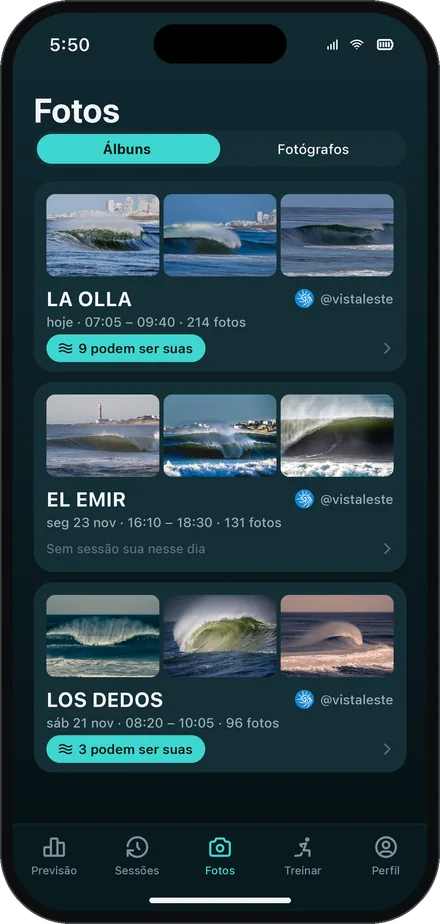 5:50
Fotos
Álbuns
Fotógrafos
LA OLLA
@vistaleste
hoje · 07:05 – 09:40 · 214 fotos
9 podem ser suas
EL EMIR
@vistaleste
seg 23 nov · 16:10 – 18:30 · 131 fotos
Sem sessão sua nesse dia
LOS DEDOS
@vistaleste
sáb 21 nov · 08:20 – 10:05 · 96 fotos
3 podem ser suas
Previsão
Sessões
Fotos
Treinar
Perfil